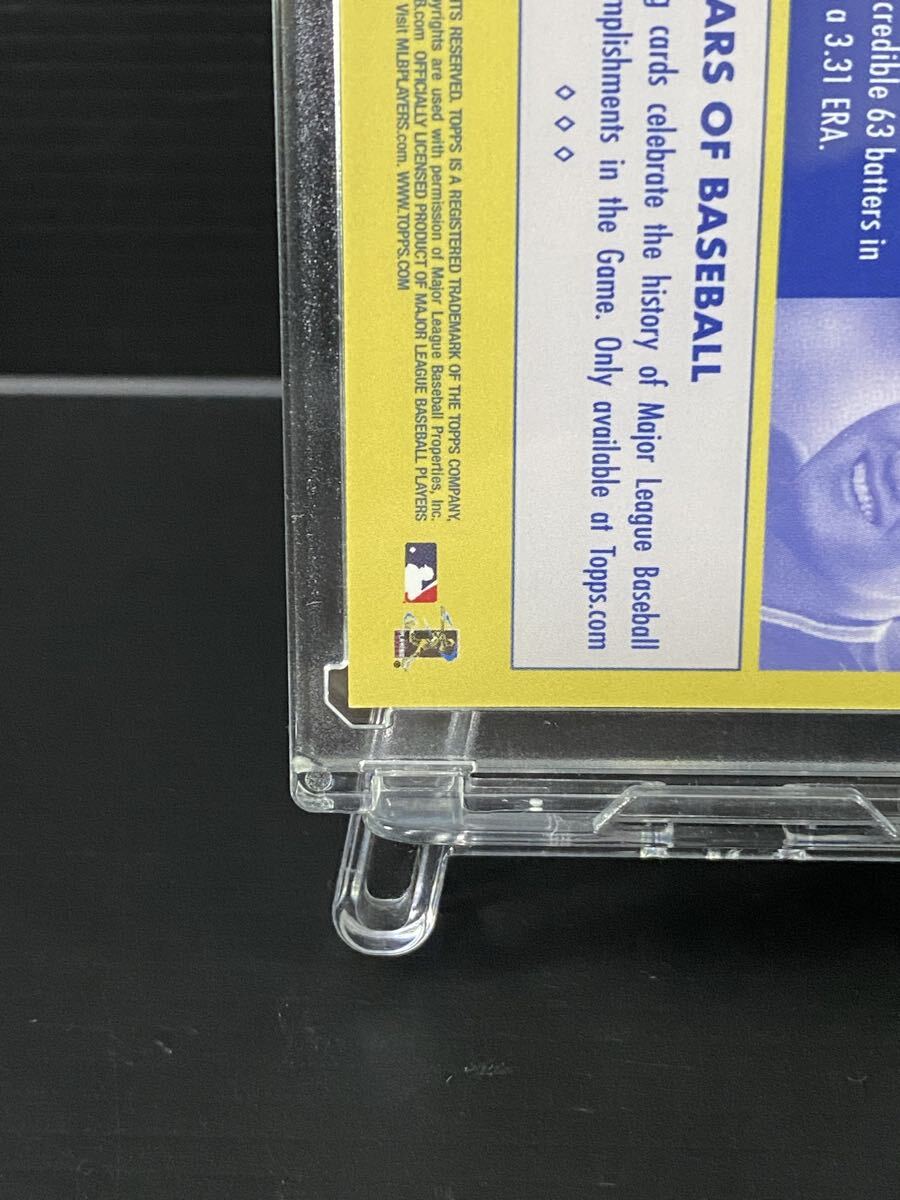 credible 63 batters in
a 3.31 ERA.
ARS OF BASEBALL
g cards celebrate the history of Major League Baseball
mplishments in the Game. Only available at Topps.com
TS RESERVED. TOPPS IS A REGISTERED TRADEMARK OF THE TOPPS COMPANY,
yrights are used with permission of Major League Baseball Properties, Inc.
B.com OFFICIALLY LICENSED PRODUCT OF MAJOR LEAGUE BASEBALL PLAYERS
Visit MLBPLAYERS.com. WWW.TOPPS.COM